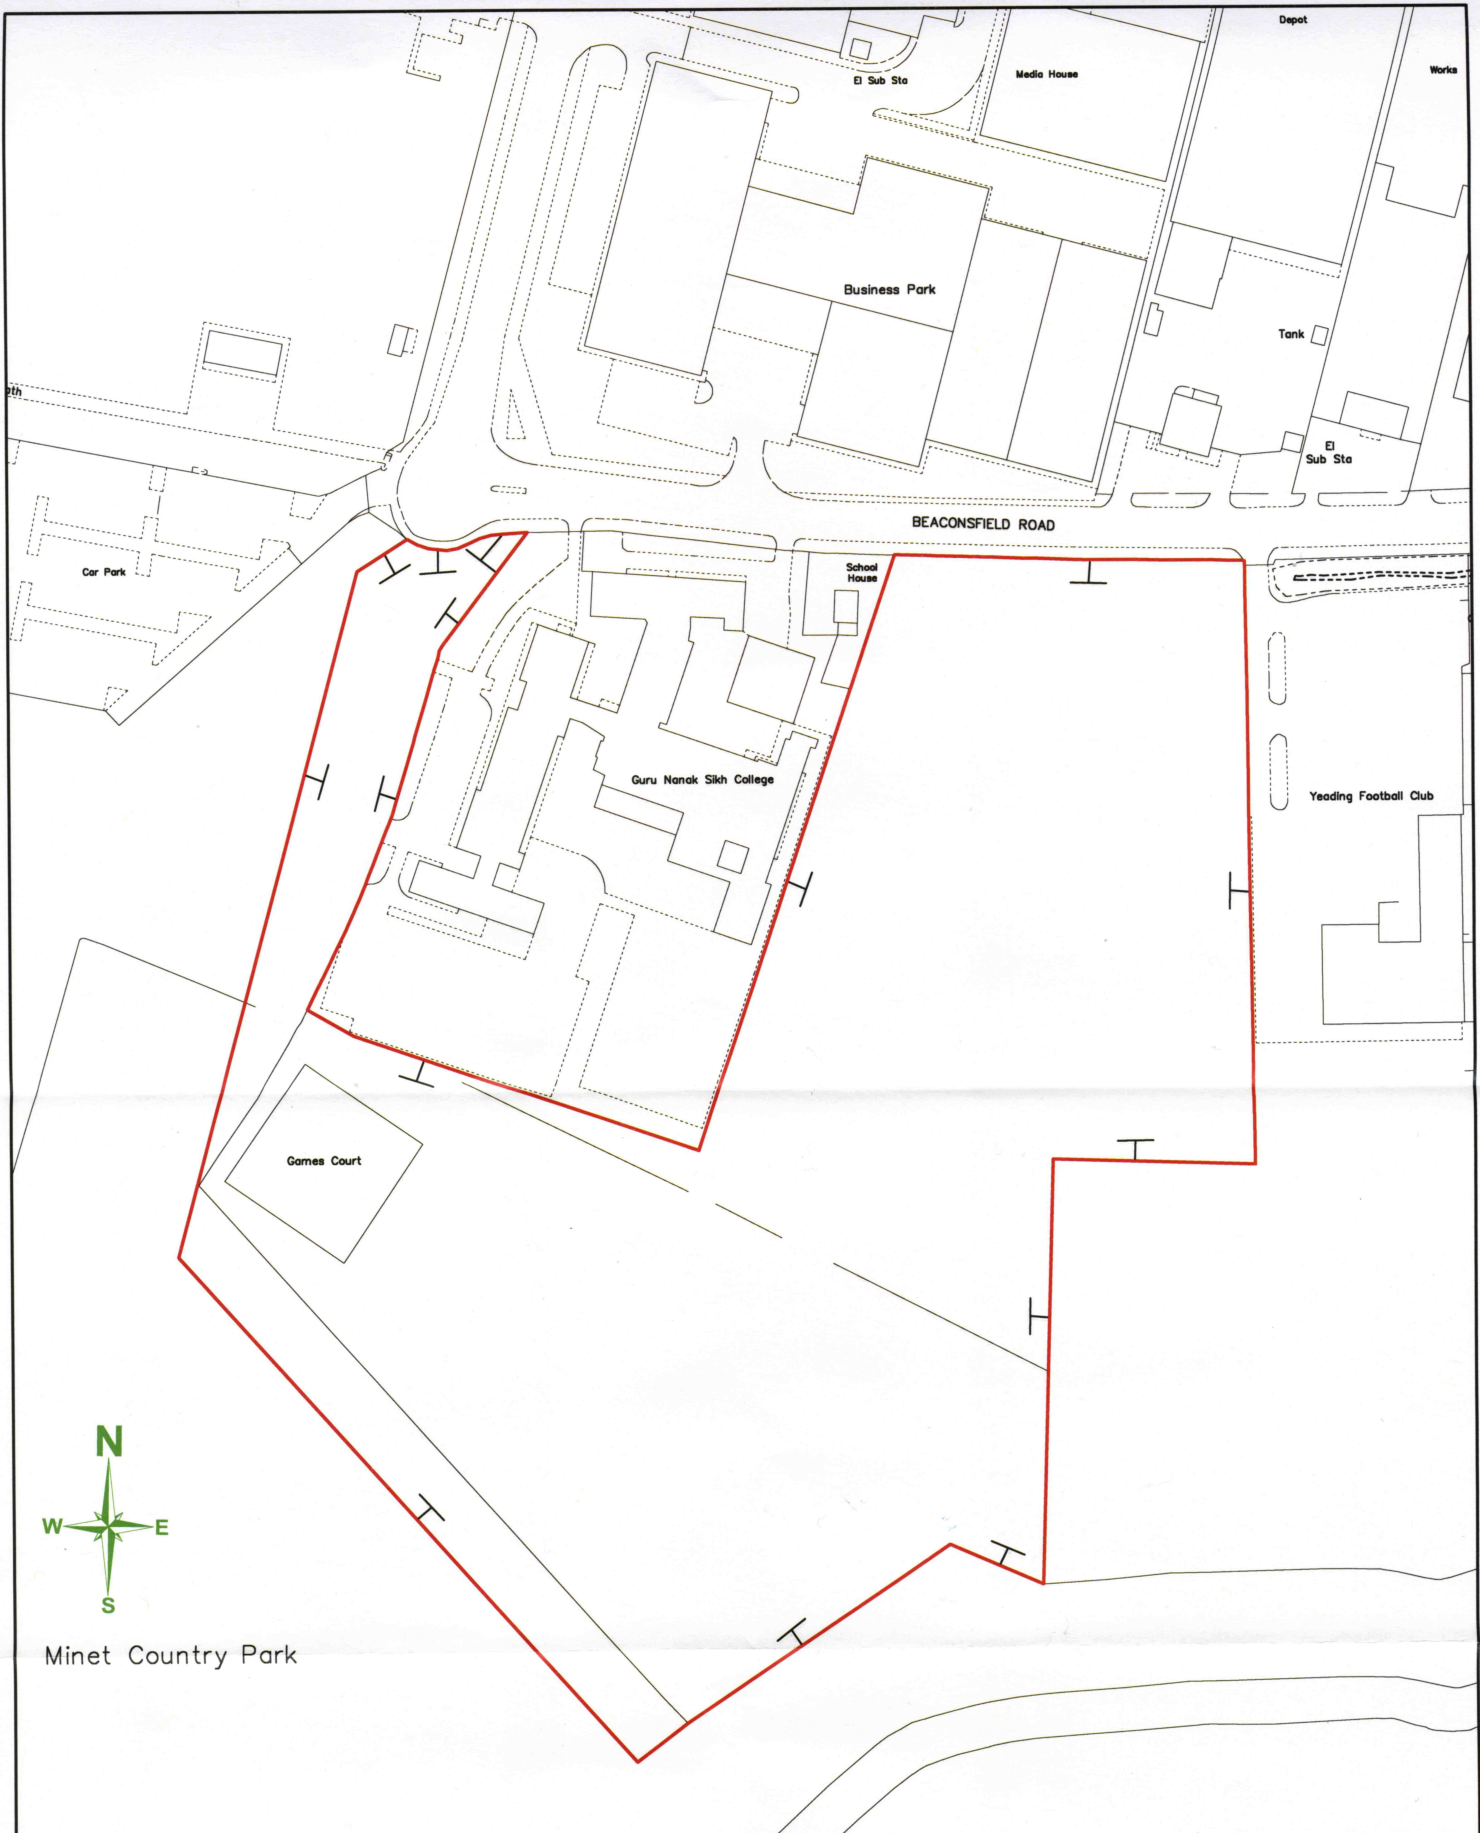 Depot
Works
Media House
El Sub Sta
Business Park
Tank
El
Sub Sta
BEACONSFIELD ROAD
School
House
Car Park
Guru Nanak Sikh College
Yeading Football Club
Games Court
N
W E
S
Minet Country Park